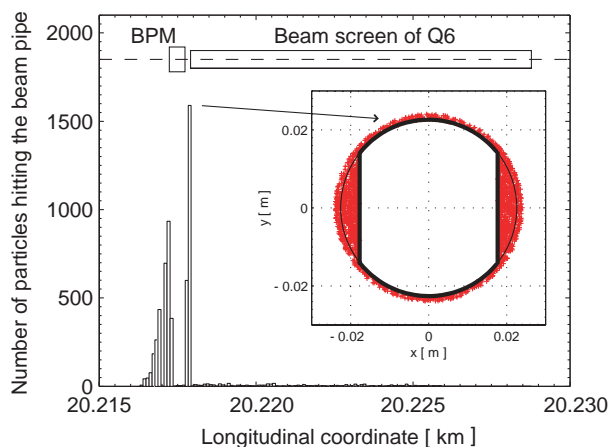 2000
BPM
Beam screen of Q6
1500
1000
500
0
Number of particles hitting the beam pipe
0.02
0
- 0.02
y [ m ]
- 0.02
0
0.02
x [ m ]
20.215
20.220
20.225
20.230
Longitudinal coordinate [ km ]